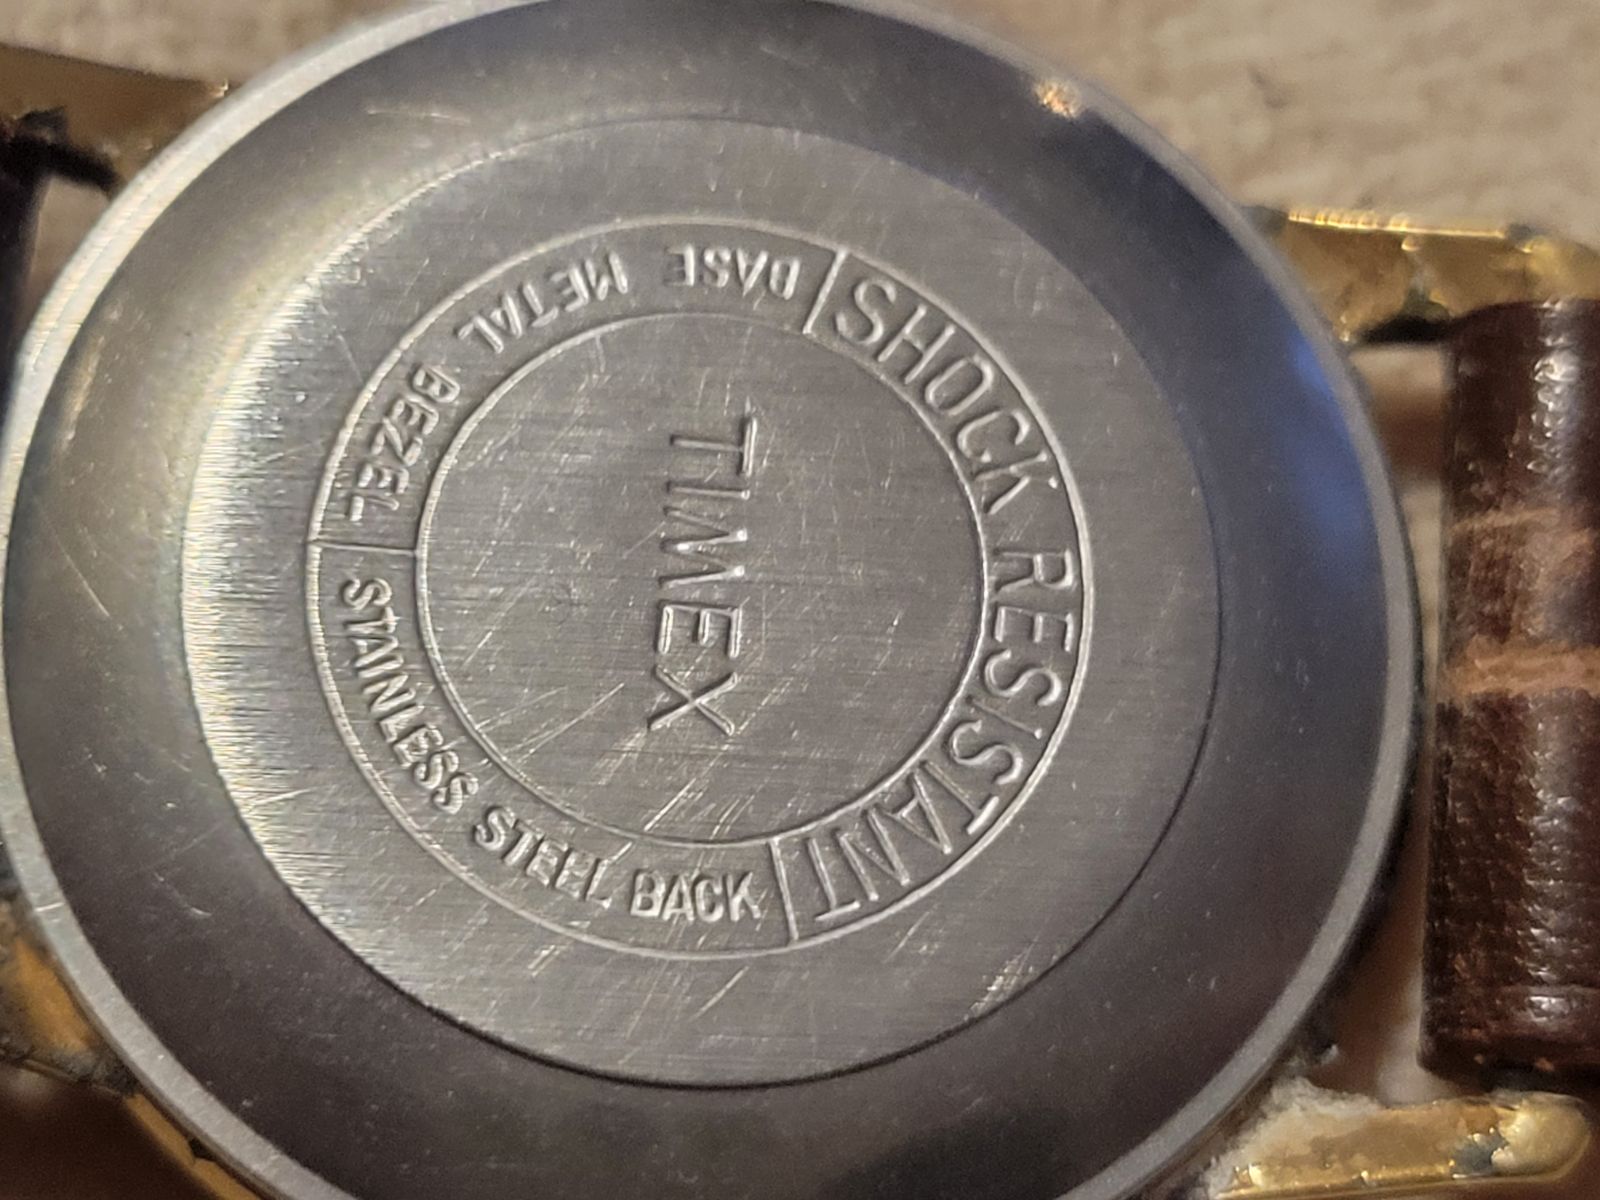 TIMEX
SHOCK RESISTANT
STAINLESS STEEL BACK
BASE METAL BEZEL